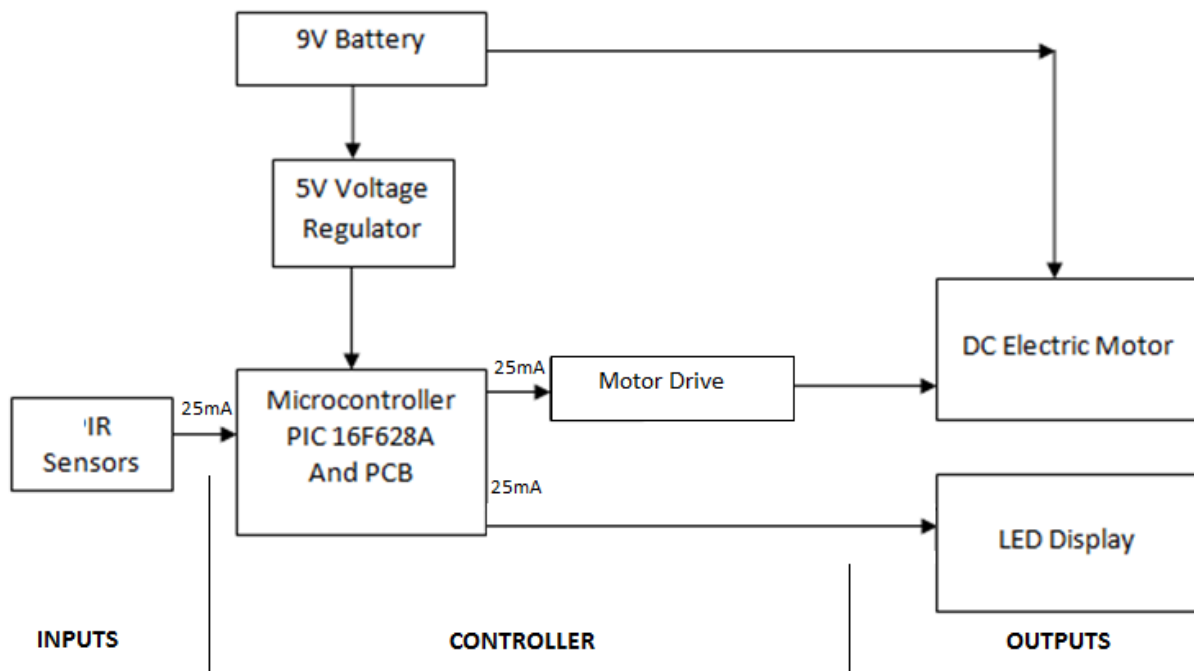 9V Battery
5V Voltage
Regulator
DC Electric Motor
25mA
Motor Drive
25mA
Microcontroller
PIC 16F628A
And PCB
IR
Sensors
25mA
LED Display
INPUTS
CONTROLLER
OUTPUTS